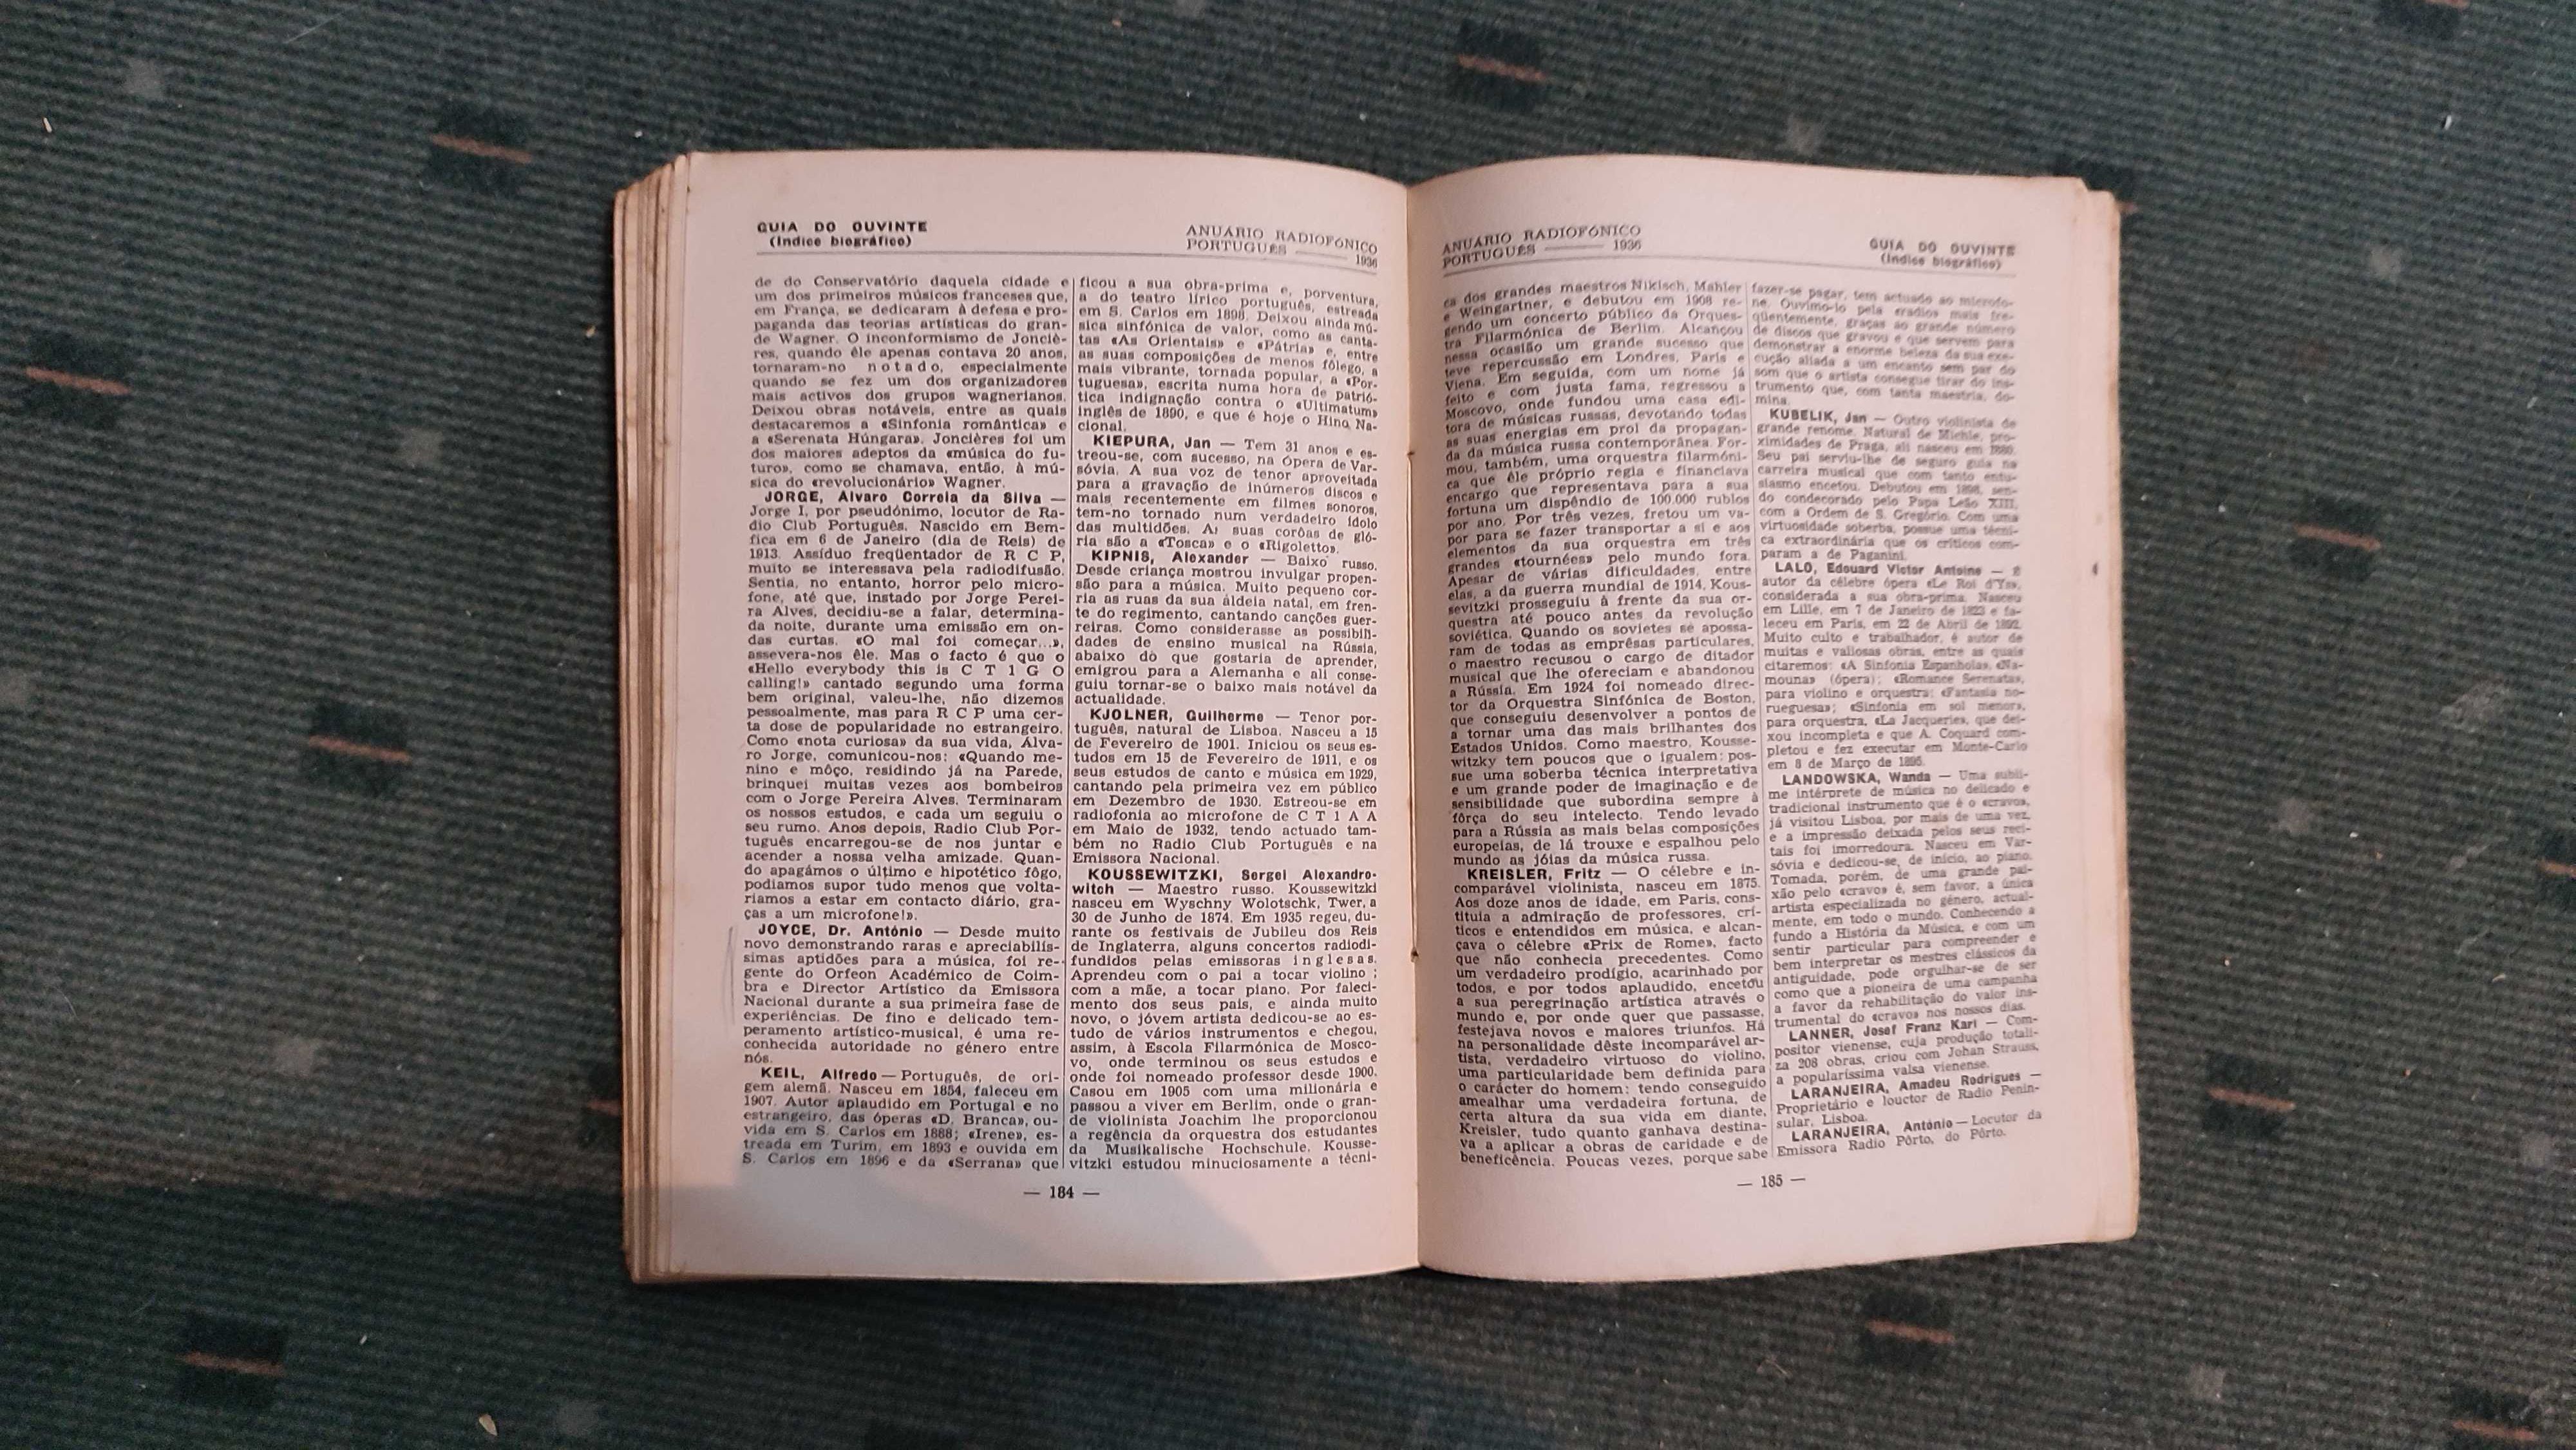 GUIA DO OUVINTE
(Índice biográfico)
ANUÁRIO RADIOFÓNICO
PORTUGUÊS —— 1936
de do Conservatório daquela cidade e
um dos primeiros músicos franceses que,
em França, se dedicaram à defesa e pro-
paganda das teorias artísticas do gran-
de Wagner. O inconformismo de Jonciè-
res, quando êle apenas contava 20 anos,
tornaram-no notado, especialmente
quando se fez um dos organizadores
mais activos dos grupos wagnerianos.
Deixou obras notáveis, entre as quais
destacaremos a «Sinfonia romântica» e
a «Serenata Húngara». Joncières foi um
dos maiores adeptos da «música do fu-
turo», como se chamava, então, à mú-
sica do «revolucionário» Wagner.
JORGE, Alvaro Correia da Silva —
Jorge I, por pseudónimo, locutor de Ra-
dio Club Português. Nascido em Bem-
fica em 6 de Janeiro (dia de Reis) de
1913. Assíduo freqüentador de R C P,
muito se interessava pela radiodifusão.
Sentia, no entanto, horror pelo micro-
fone, até que, instado por Jorge Perei-
ra Alves, decidiu-se a falar, determina-
da noite, durante uma emissão em on-
das curtas. «O mal foi começar...»,
assevera-nos êle. Mas o facto é que o
«Hello everybody this is C T 1 G O
calling!» cantado segundo uma forma
bem original, valeu-lhe, não dizemos
pessoalmente, mas para R C P uma cer-
ta dose de popularidade no estrangeiro.
Como «nota curiosa» da sua vida, Álva-
ro Jorge, comunicou-nos: «Quando me-
nino e môço, residindo já na Parede,
brinquei muitas vezes aos bombeiros
com o Jorge Pereira Alves. Terminaram
os nossos estudos, e cada um seguiu o
seu rumo. Anos depois, Radio Club Por-
tuguês encarregou-se de nos juntar e
acender a nossa velha amizade. Quan-
do apagámos o último e hipotético fôgo,
podíamos supor tudo menos que volta-
ríamos a estar em contacto diário, gra-
ças a um microfone!».
JOYCE, Dr. António — Desde muito
novo demonstrando raras e apreciabilís-
simas aptidões para a música, foi re-
gente do Orfeon Académico de Coim-
bra e Director Artístico da Emissora
Nacional durante a sua primeira fase de
experiências. De fino e delicado tem-
peramento artístico-musical, é uma re-
conhecida autoridade no género entre
nós.
KEIL, Alfredo — Português, de ori-
gem alemã. Nasceu em 1854, faleceu em
1907. Autor aplaudido em Portugal e no
estrangeiro, das óperas «D. Branca», ou-
vida em S. Carlos em 1888; «Irene», es-
treada em Turim, em 1893 e ouvida em
S. Carlos em 1896 e da «Serrana» que
ficou a sua obra-prima e, porventura,
a do teatro lírico português, estreada
em S. Carlos em 1898. Deixou ainda mú-
sica sinfónica de valor, como as canta-
tas «As Orientais» e «Pátria» e, entre
as suas composições de menos fôlego, a
mais vibrante, tornada popular, a «Por-
tuguesa», escrita numa hora de patrió-
tica indignação contra o «Ultimatum»
inglês de 1890, e que é hoje o Hino Na-
cional.
KIEPURA, Jan — Tem 31 anos e es-
treou-se, com sucesso, na Ópera de Var-
sóvia. A sua voz de tenor aproveitada
para a gravação de inúmeros discos e
mais recentemente em filmes sonoros,
tem-no tornado num verdadeiro ídolo
das multidões. As suas corôas de gló-
ria são a «Tosca» e o «Rigoletto».
KIPNIS, Alexander — Baixo russo.
Desde criança mostrou invulgar propen-
são para a música. Muito pequeno cor-
ria as ruas da sua áldeia natal, em fren-
te do regimento, cantando canções guer-
reiras. Como considerasse as possibili-
dades de ensino musical na Rússia,
abaixo do que gostaria de aprender,
emigrou para a Alemanha e ali conse-
guiu tornar-se o baixo mais notável da
actualidade.
KJOLNER, Guilherme — Tenor por-
tuguês, natural de Lisboa. Nasceu a 15
de Fevereiro de 1901. Iniciou os seus es-
tudos em 15 de Fevereiro de 1911, e os
seus estudos de canto e música em 1929,
cantando pela primeira vez em público
em Dezembro de 1930. Estreou-se em
radiofonia ao microfone de C T 1 A A
em Maio de 1932, tendo actuado tam-
bém no Radio Club Português e na
Emissora Nacional.
KOUSSEWITZKI, Sergei Alexandro-
witch — Maestro russo. Koussewitzki
nasceu em Wyschny Wolotschk, Twer, a
30 de Junho de 1874. Em 1935 regeu, du-
rante os festivais de Jubileu dos Reis
de Inglaterra, alguns concertos radiodi-
fundidos pelas emissoras inglesas.
Aprendeu com o pai a tocar violino ;
com a mãe, a tocar piano. Por faleci-
mento dos seus pais, e ainda muito
novo, o jóvem artista dedicou-se ao es-
tudo de vários instrumentos e chegou,
assim, à Escola Filarmónica de Mosco-
vo, onde terminou os seus estudos e
onde foi nomeado professor desde 1900.
Casou em 1905 com uma milionária e
passou a viver em Berlim, onde o gran-
de violinista Joachim lhe proporcionou
a regência da orquestra dos estudantes
da Musikalische Hochschule. Kousse-
vitzki estudou minuciosamente a técni-
— 184 —
ANUÁRIO RADIOFÓNICO
PORTUGUÊS —— 1936
GUIA DO OUVINTE
(Índice biográfico)
ca dos grandes maestros Nikisch, Mahler
e Weingartner, e debutou em 1908 re-
gendo um concerto público da Orques-
tra Filarmónica de Berlim. Alcançou
nessa ocasião um grande sucesso que
teve repercussão em Londres, Paris e
Viena. Em seguida, com um nome já
feito e com justa fama, regressou a
Moscovo, onde fundou uma casa edi-
tora de músicas russas, devotando todas
as suas energias em prol da propagan-
da da música russa contemporânea. For-
mou, também, uma orquestra filarmóni-
ca que êle próprio regia e financiava
encargo que representava para a sua
fortuna um dispêndio de 100.000 rublos
por ano. Por três vezes, fretou um va-
por para se fazer transportar a si e aos
elementos da sua orquestra em três
grandes «tournées» pelo mundo fora.
Apesar de várias dificuldades, entre
elas, a da guerra mundial de 1914, Kous-
sevitzki prosseguiu à frente da sua or-
questra até pouco antes da revolução
soviética. Quando os sovietes se apossa-
ram de todas as emprêsas particulares,
o maestro recusou o cargo de ditador
musical que lhe ofereciam e abandonou
a Rússia. Em 1924 foi nomeado direc-
tor da Orquestra Sinfónica de Boston,
que conseguiu desenvolver a pontos de
a tornar uma das mais brilhantes dos
Estados Unidos. Como maestro, Kousse-
witzky tem poucos que o igualem: pos-
sue uma soberba técnica interpretativa
e um grande poder de imaginação e de
sensibilidade que subordina sempre à
fôrça do seu intelecto. Tendo levado
para a Rússia as mais belas composições
europeias, de lá trouxe e espalhou pelo
mundo as jóias da música russa.
KREISLER, Fritz — O célebre e in-
comparável violinista, nasceu em 1875.
Aos doze anos de idade, em Paris, cons-
tituia a admiração de professores, crí-
ticos e entendidos em música, e alcan-
çava o célebre «Prix de Rome», facto
que não conhecia precedentes. Como
um verdadeiro prodígio, acarinhado por
todos, e por todos aplaudido, encetou
a sua peregrinação artística através o
mundo e, por onde quer que passasse,
festejava novos e maiores triunfos. Há
na personalidade dêste incomparável ar-
tista, verdadeiro virtuoso do violino,
uma particularidade bem definida para
o carácter do homem: tendo conseguido
amealhar uma verdadeira fortuna, de
certa altura da sua vida em diante,
Kreisler, tudo quanto ganhava destina-
va a aplicar a obras de caridade e de
beneficência. Poucas vezes, porque sabe
fazer-se pagar, tem actuado ao microfo-
ne. Ouvimo-lo pela «radio» mais fre-
qüentemente, graças ao grande número
de discos que gravou e que servem para
demonstrar a enorme beleza da sua exe-
cução aliada a um encanto sem par do
som que o artista consegue tirar do ins-
trumento que, com tanta maestria, do-
mina.
KUBELIK, Jan — Outro violinista de
grande renome. Natural de Michle, pro-
ximidades de Praga, ali nasceu em 1880.
Seu pai serviu-lhe de seguro guia na
carreira musical que com tanto entu-
siasmo encetou. Debutou em 1898, sen-
do condecorado pelo Papa Leão XIII,
com a Ordem de S. Gregório. Com uma
virtuosidade soberba, possue uma técni-
ca extraordinária que os críticos com-
param a de Paganini.
LALO, Edouard Victor Antoine — É
autor da célebre ópera «Le Roi d'Ys»,
considerada a sua obra-prima. Nasceu
em Lille, em 7 de Janeiro de 1823 e fa-
leceu em Paris, em 22 de Abril de 1892.
Muito culto e trabalhador, é autor de
muitas e valiosas obras, entre as quais
citaremos: «A Sinfonia Espanhola», «Na-
mouna» (ópera); «Romance Serenata»,
para violino e orquestra; «Fantasia no-
rueguesa»; «Sinfonia em sol menor»,
para orquestra, «La Jacquerie», que dei-
xou incompleta e que A. Coquard com-
pletou e fez executar em Monte-Carlo
em 8 de Março de 1895.
LANDOWSKA, Wanda — Uma subli-
me intérprete de música no delicado e
tradicional instrumento que é o «cravo»,
já visitou Lisboa, por mais de uma vez,
e a impressão deixada pelos seus reci-
tais foi imorredoura. Nasceu em Var-
sóvia e dedicou-se, de início, ao piano.
Tomada, porém, de uma grande pai-
xão pelo «cravo» é, sem favor, a única
artista especializada no género, actual-
mente, em todo o mundo. Conhecendo a
fundo a História da Música, e com um
sentir particular para compreender e
bem interpretar os mestres clássicos da
antiguidade, pode orgulhar-se de ser
como que a pioneira de uma campanha
a favor da rehabilitação do valor ins-
trumental do «cravo» nos nossos dias.
LANNER, Josef Franz Karl — Com-
positor vienense, cuja produção totali-
za 208 obras, criou com Johan Strauss,
a popularíssima valsa vienense.
LARANJEIRA, Amadeu Rodrigues —
Proprietário e louctor de Radio Penin-
sular, Lisboa.
LARANJEIRA, António — Locutor da
Emissora Radio Pôrto, do Pôrto.
— 185 —